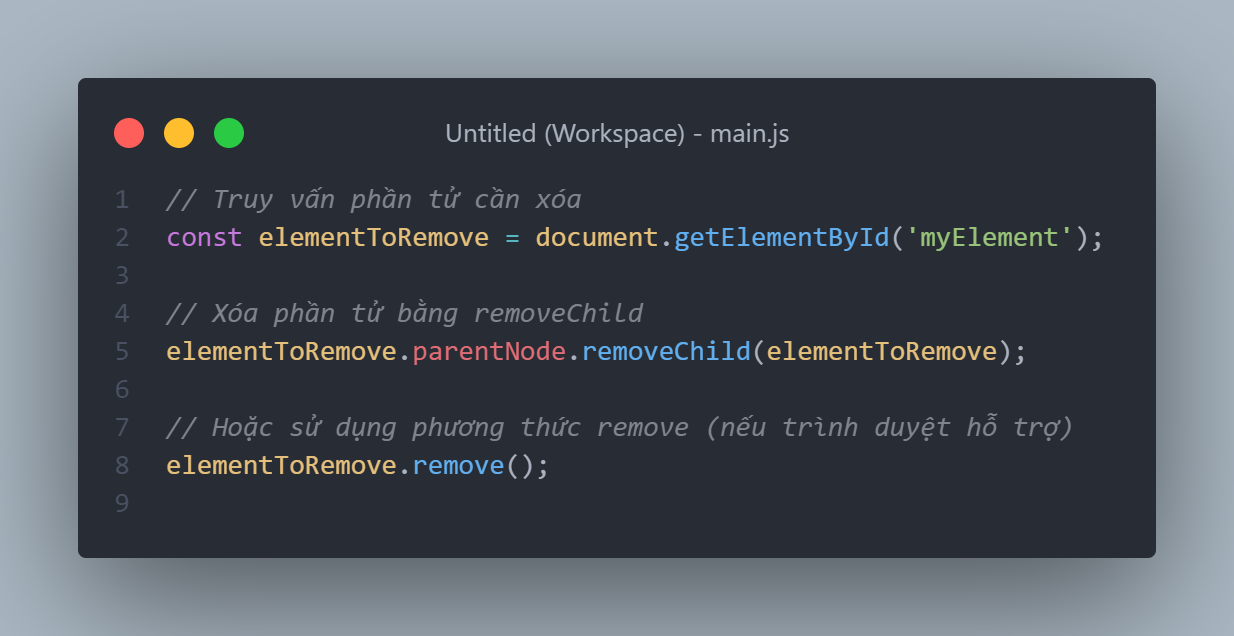 Untitled (Workspace) - main.js
1 // Truy vấn phần tử cần xóa
2 const elementToRemove = document.getElementById('myElement');
3
4 // Xóa phần tử bằng removeChild
5 elementToRemove.parentNode.removeChild(elementToRemove);
6
7 // Hoặc sử dụng phương thức remove (nếu trình duyệt hỗ trợ)
8 elementToRemove.remove();
9